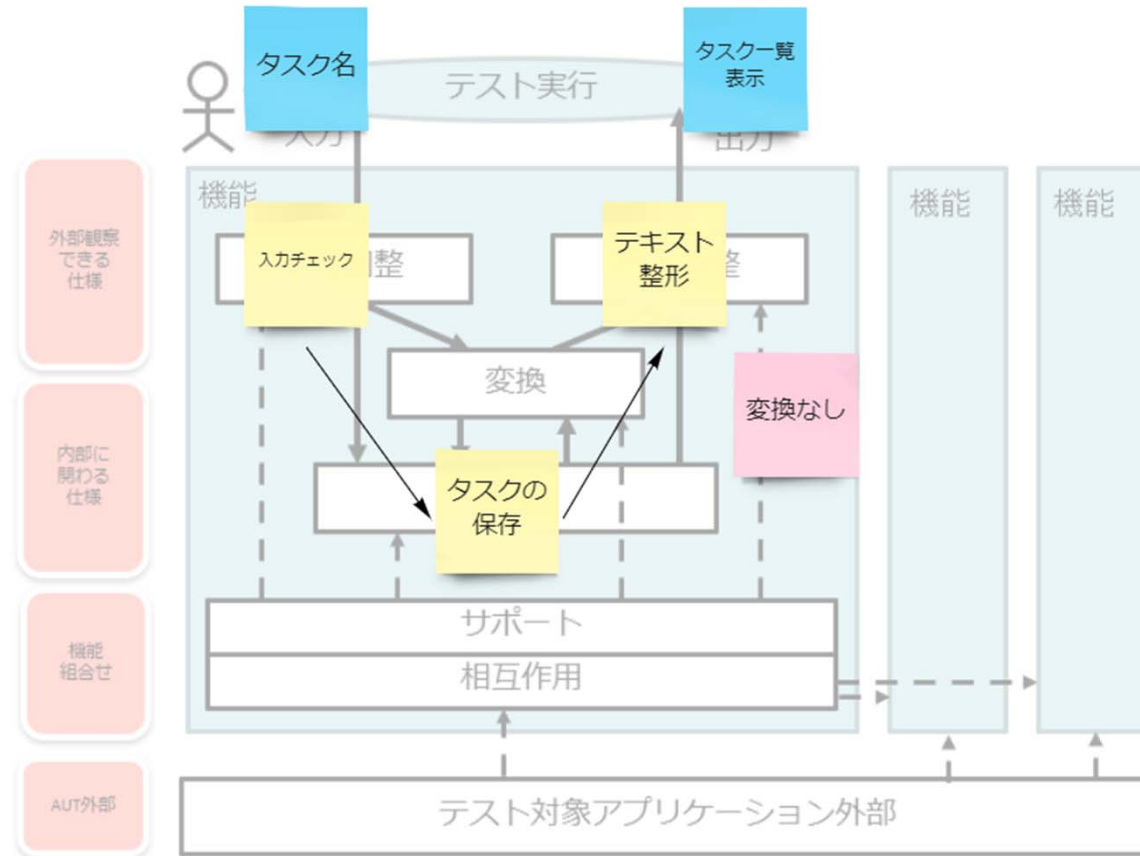 タスク名
テスト実行
タスク一覧
表示
入力
出力
機能
機能
機能
外部観察
できる
仕様
入力チェック
調整
テキスト
整形
整
変換
変換なし
内部に
関わる
仕様
タスクの
保存
機能
組合せ
サポート
相互作用
AUT外部
テスト対象アプリケーション外部